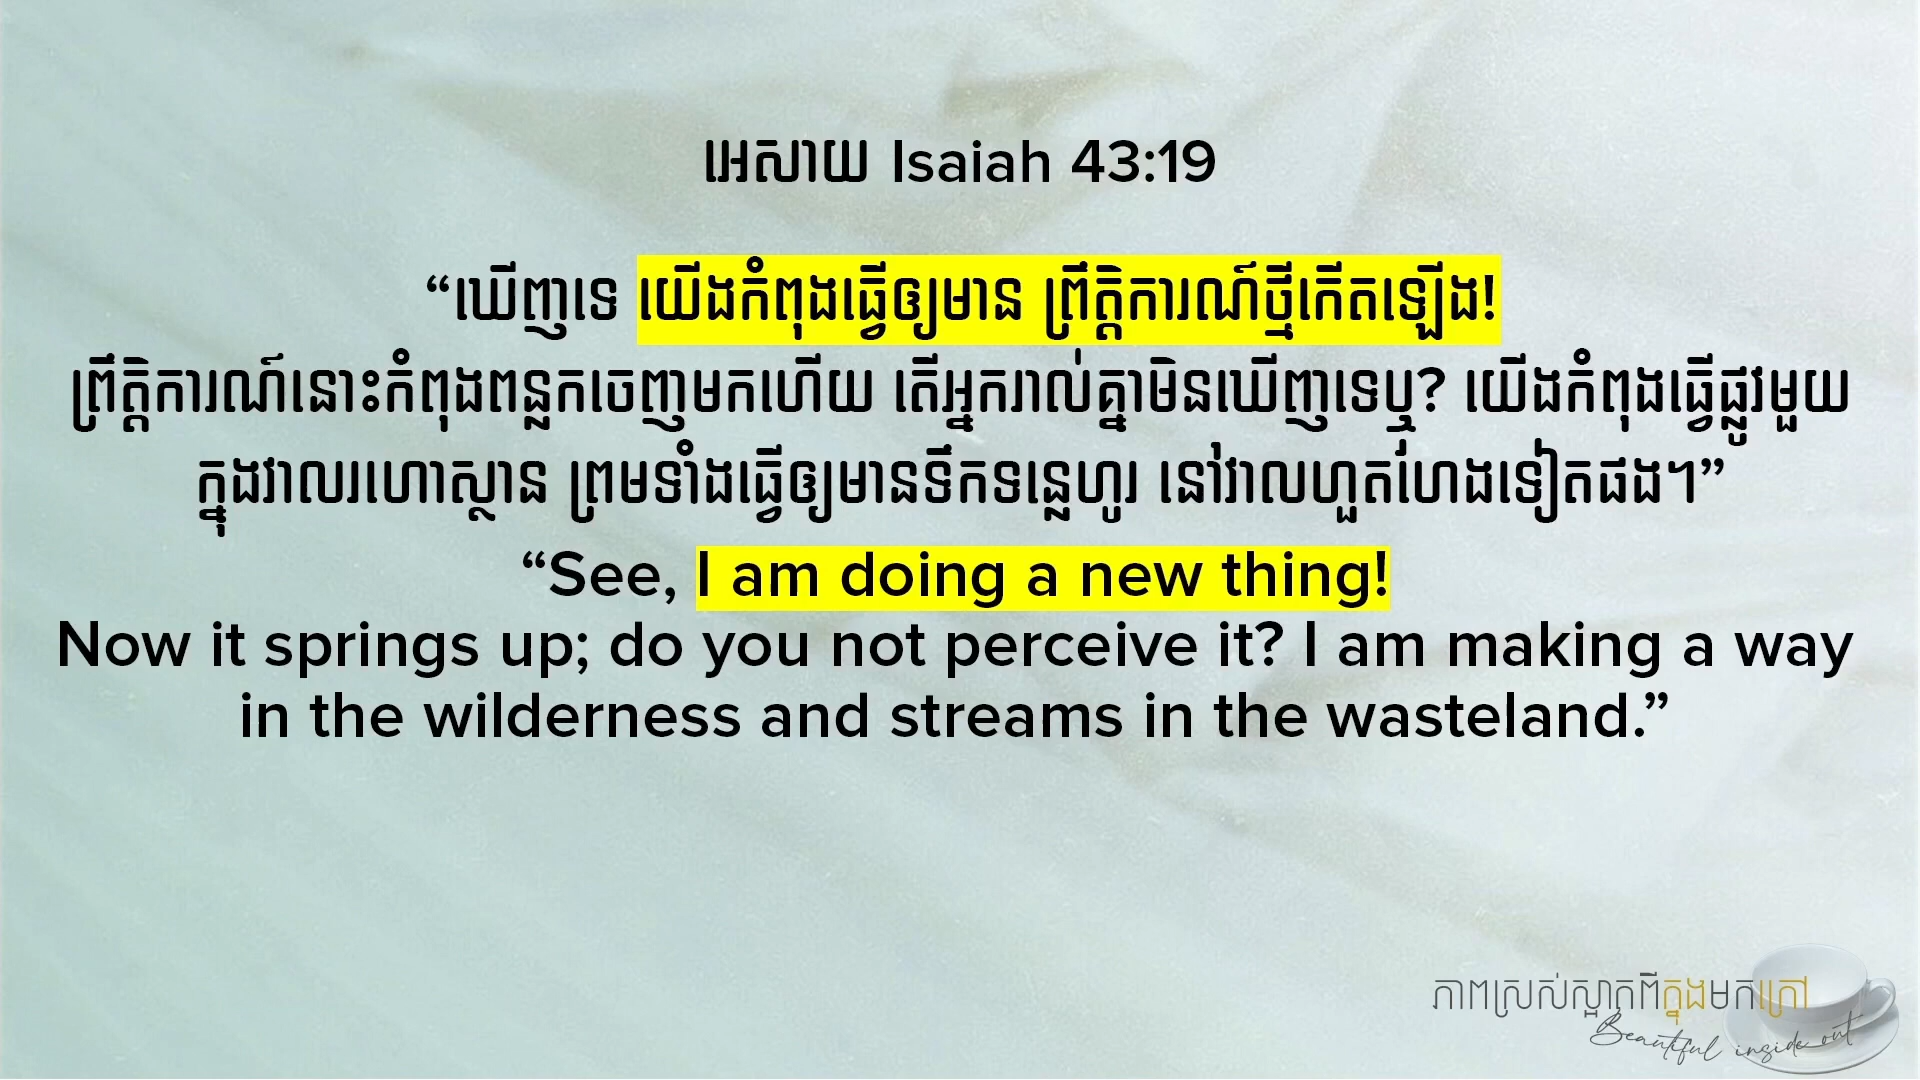 អេសាយ Isaiah 43:19
“ឃើញទេ យើងកំពុងធ្វើឲ្យមាន ព្រឹត្តិការណ៍ថ្មីកើតឡើង!
ព្រឹត្តិការណ៍នោះកំពុងពន្លកចេញមកហើយ តើអ្នករាល់គ្នាមិនឃើញទេឬ? យើងកំពុងធ្វើផ្លូវមួយ
ក្នុងវាលរហោស្ថាន ព្រមទាំងធ្វើឲ្យមានទឹកទន្លេហូរ នៅវាលហួតហែងទៀតផង។”
“See, I am doing a new thing!
Now it springs up; do you not perceive it? I am making a way
in the wilderness and streams in the wasteland.”
ភាពស្រស់ស្អាតពីក្នុងមកក្រៅ
Beautiful inside out